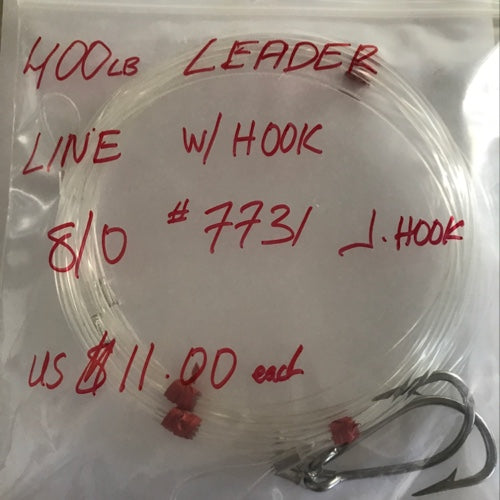 400LB LEADER
LINE W/ HOOK
8/0 #7731 J.HOOK
US $11.00 each